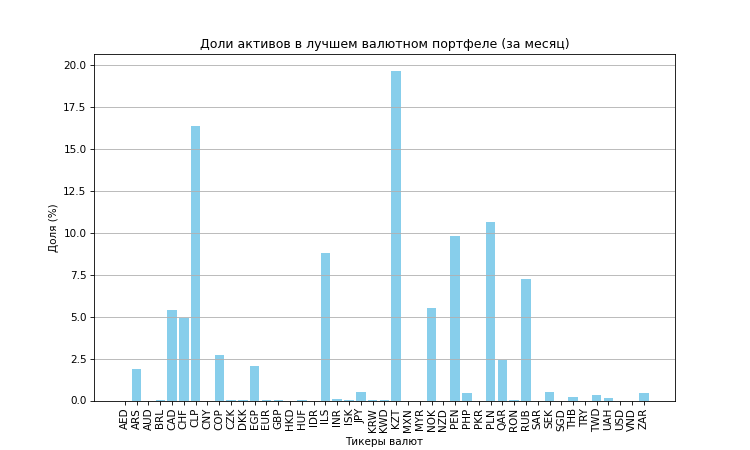 Доли активов в лучшем валютном портфеле (за месяц)
Доля (%)
20.0
17.5
15.0
12.5
10.0
7.5
5.0
2.5
0.0
AED ARS AUD BRL CAD CHF CLP CNY COP CZK DKK EGP EUR GBP HKD HUF IDR ILS INR ISK JPY KRW KWD KZT MXN MYR NOK NZD PEN PHP PKR PLN QAR RON RUB SAR SEK SGD THB TRY TWD UAH USD VND ZAR
Тикеры валют